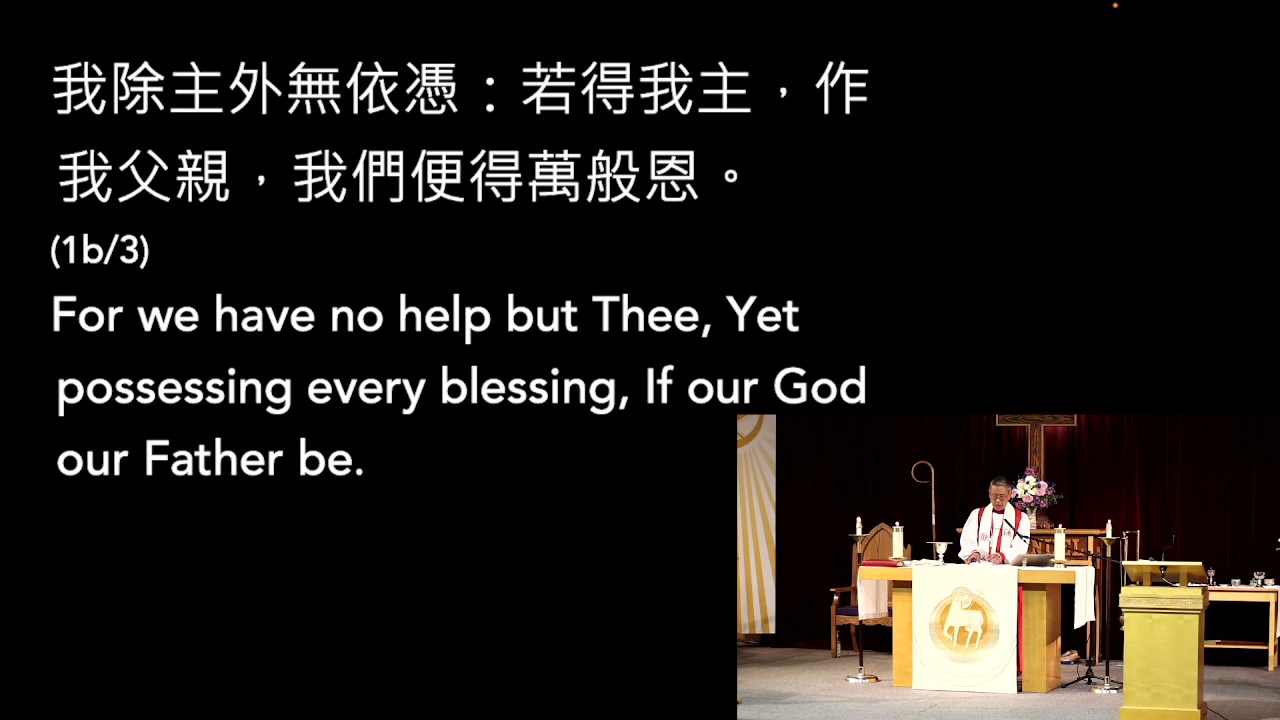 我除主外無依憑：若得我主，作
我父親，我們便得萬般恩。
(1b/3)
For we have no help but Thee, Yet
possessing every blessing, If our God
our Father be.